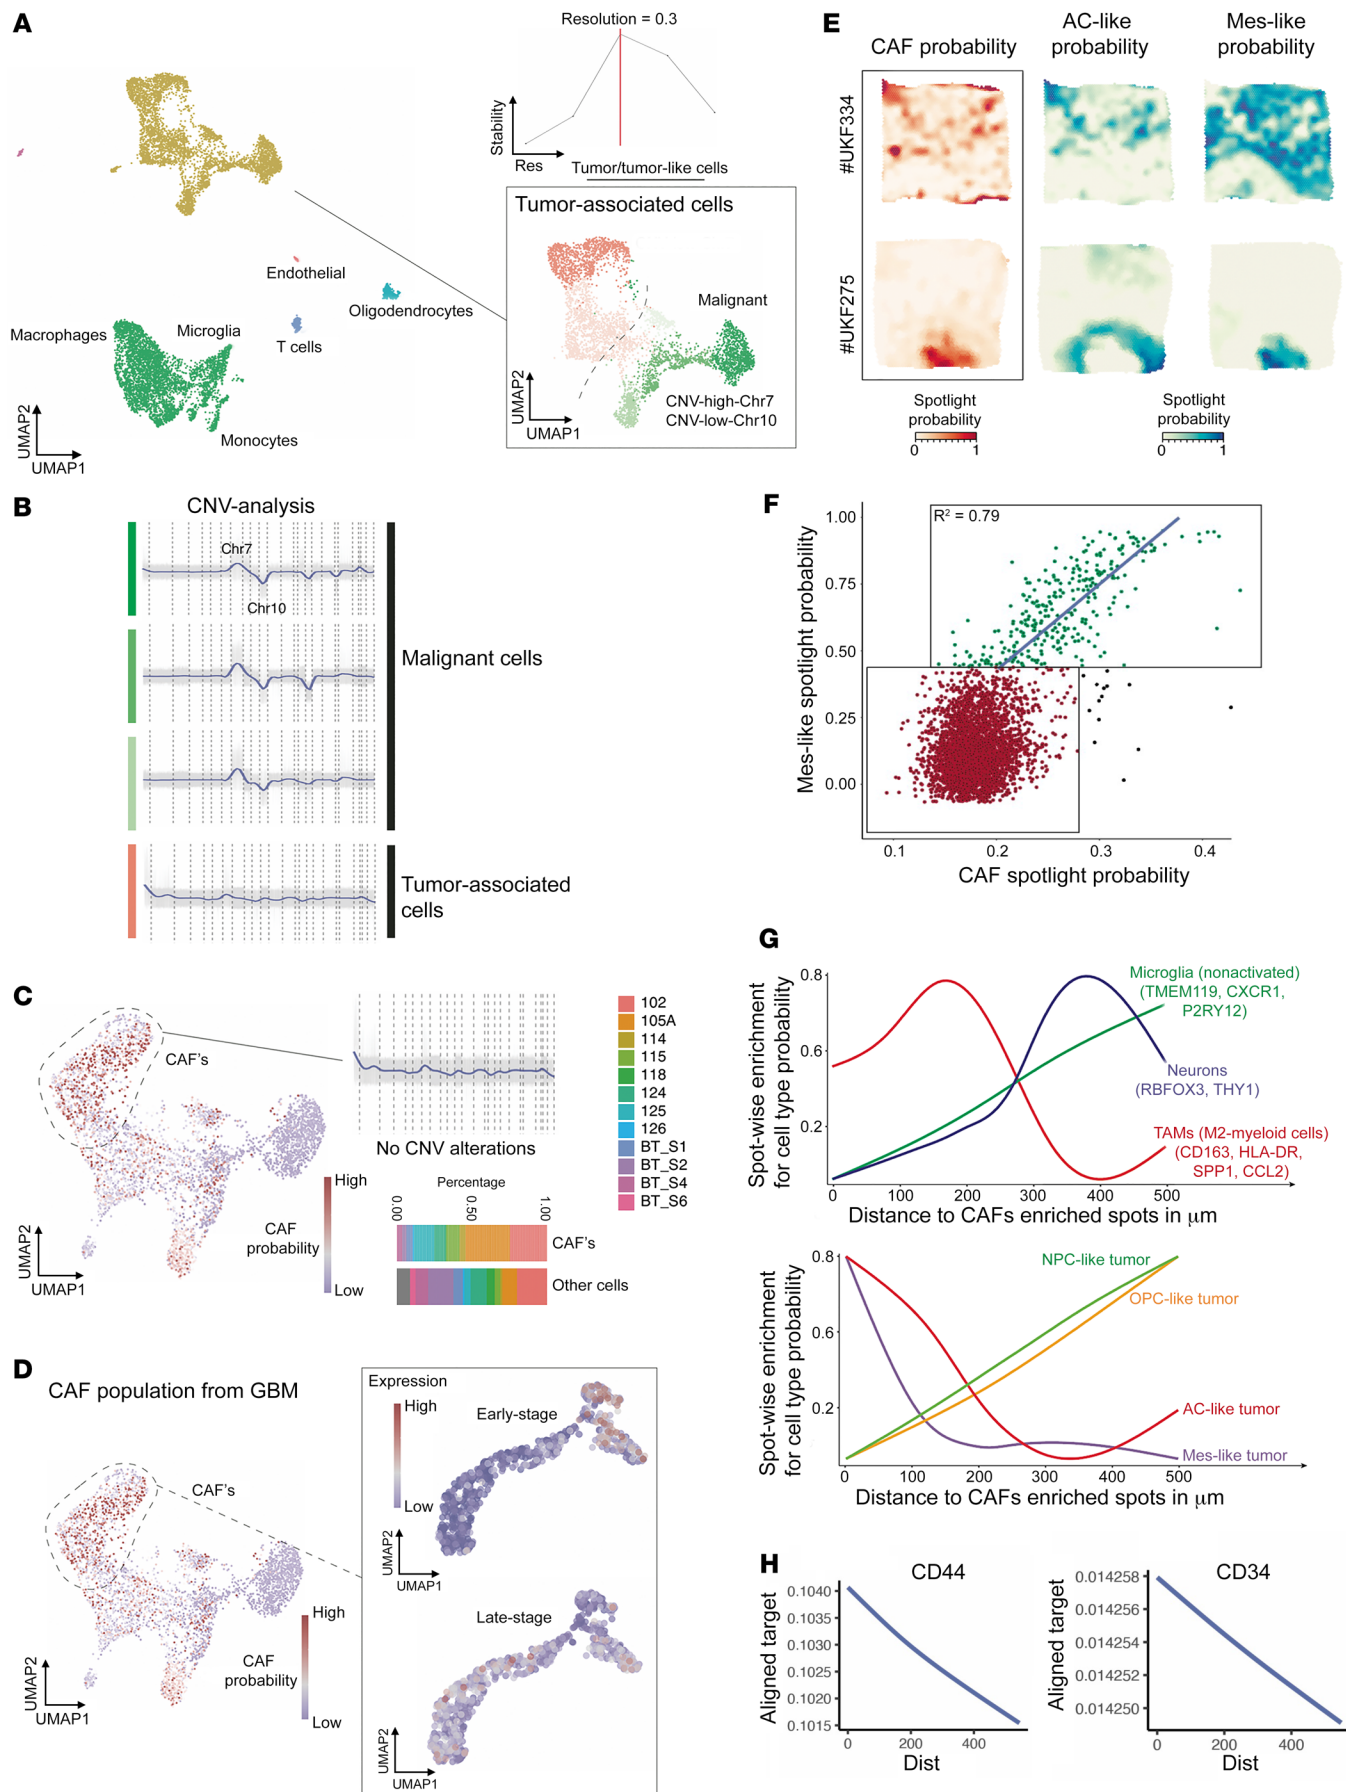 A
Resolution = 0.3
Stability
Res
Tumor/tumor-like cells
Tumor-associated cells
Malignant
CNV-high-Chr7
CNV-low-Chr10
UMAP2
UMAP1
Endothelial
Oligodendrocytes
T cells
Macrophages
Microglia
Monocytes
UMAP2
UMAP1
B
CNV-analysis
Chr7
Chr10
Malignant cells
Tumor-associated
cells
C
CAF's
No CNV alterations
102
105A
114
115
118
124
125
126
BT_S1
BT_S2
BT_S4
BT_S6
High
CAF
probability
Low
UMAP2
UMAP1
Percentage
0.00
0.50
1.00
CAF's
Other cells
D
CAF population from GBM
CAF's
High
CAF
probability
Low
UMAP2
UMAP1
Expression
High
Low
Early-stage
UMAP2
UMAP1
Late-stage
UMAP2
UMAP1
E
CAF probability
AC-like
probability
Mes-like
probability
#UKF334
#UKF275
Spotlight
probability
0 1
Spotlight
probability
0 1
F
R² = 0.79
Mes-like spotlight probability
1.00
0.75
0.50
0.25
0.00
0.1 0.2 0.3 0.4
CAF spotlight probability
G
Spot-wise enrichment
for cell type probability
0.8
0.6
0.2
Microglia (nonactivated)
(TMEM119, CXCR1,
P2RY12)
Neurons
(RBFOX3, THY1)
TAMs (M2-myeloid cells)
(CD163, HLA-DR,
SPP1, CCL2)
0 100 200 300 400 500
Distance to CAFs enriched spots in μm
Spot-wise enrichment
for cell type probability
0.8
0.6
0.2
NPC-like tumor
OPC-like tumor
AC-like tumor
Mes-like tumor
0 100 200 300 400 500
Distance to CAFs enriched spots in μm
H
CD44
Aligned target
0.1040
0.1035
0.1030
0.1025
0.1020
0.1015
0 200 400
Dist
CD34
Aligned target
0.014258
0.014256
0.014254
0.014252
0.014250
0 200 400
Dist